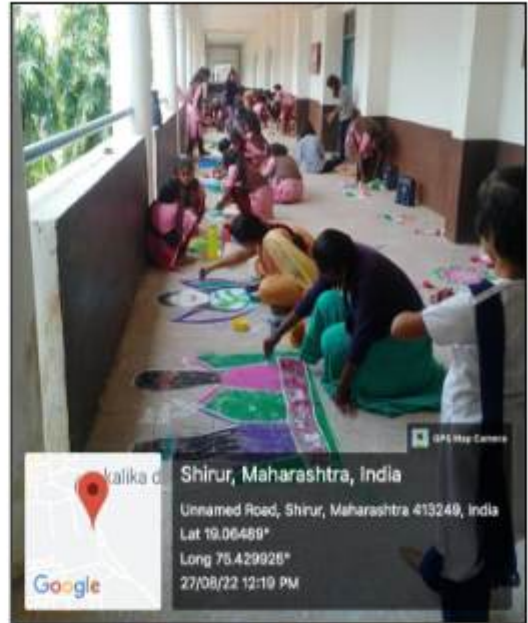 GPS Map Camera
kalika d
Shirur, Maharashtra, India
Unnamed Road, Shirur, Maharashtra 413249, India
Lat 19.06489°
Long 75.429926°
27/08/22 12:19 PM
Google